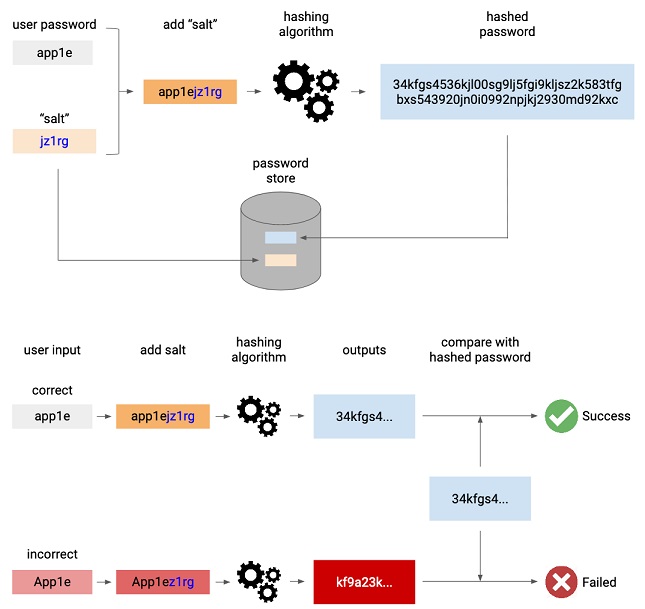 user password
add “salt”
hashing
algorithm
hashed
password
app1e
app1ejz1rg
34kfgs4536kjl00sg9lj5fgi9kljsz2k583tfg
bxs543920jn0i0992npjkj2930md92kxc
“salt”
jz1rg
password
store
user input
add salt
hashing
algorithm
outputs
compare with
hashed password
correct
app1e
app1ejz1rg
34kfgs4...
Success
34kfgs4...
incorrect
App1e
App1ez1rg
kf9a23k...
Failed